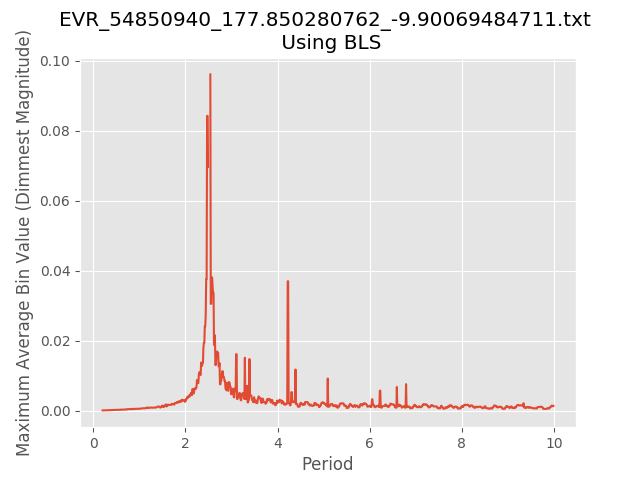 EVR_54850940_177.850280762_-9.90069484711.txt
Using BLS
Maximum Average Bin Value (Dimmest Magnitude)
0.10
0.08
0.06
0.04
0.02
0.00
0 2 4 6 8 10
Period